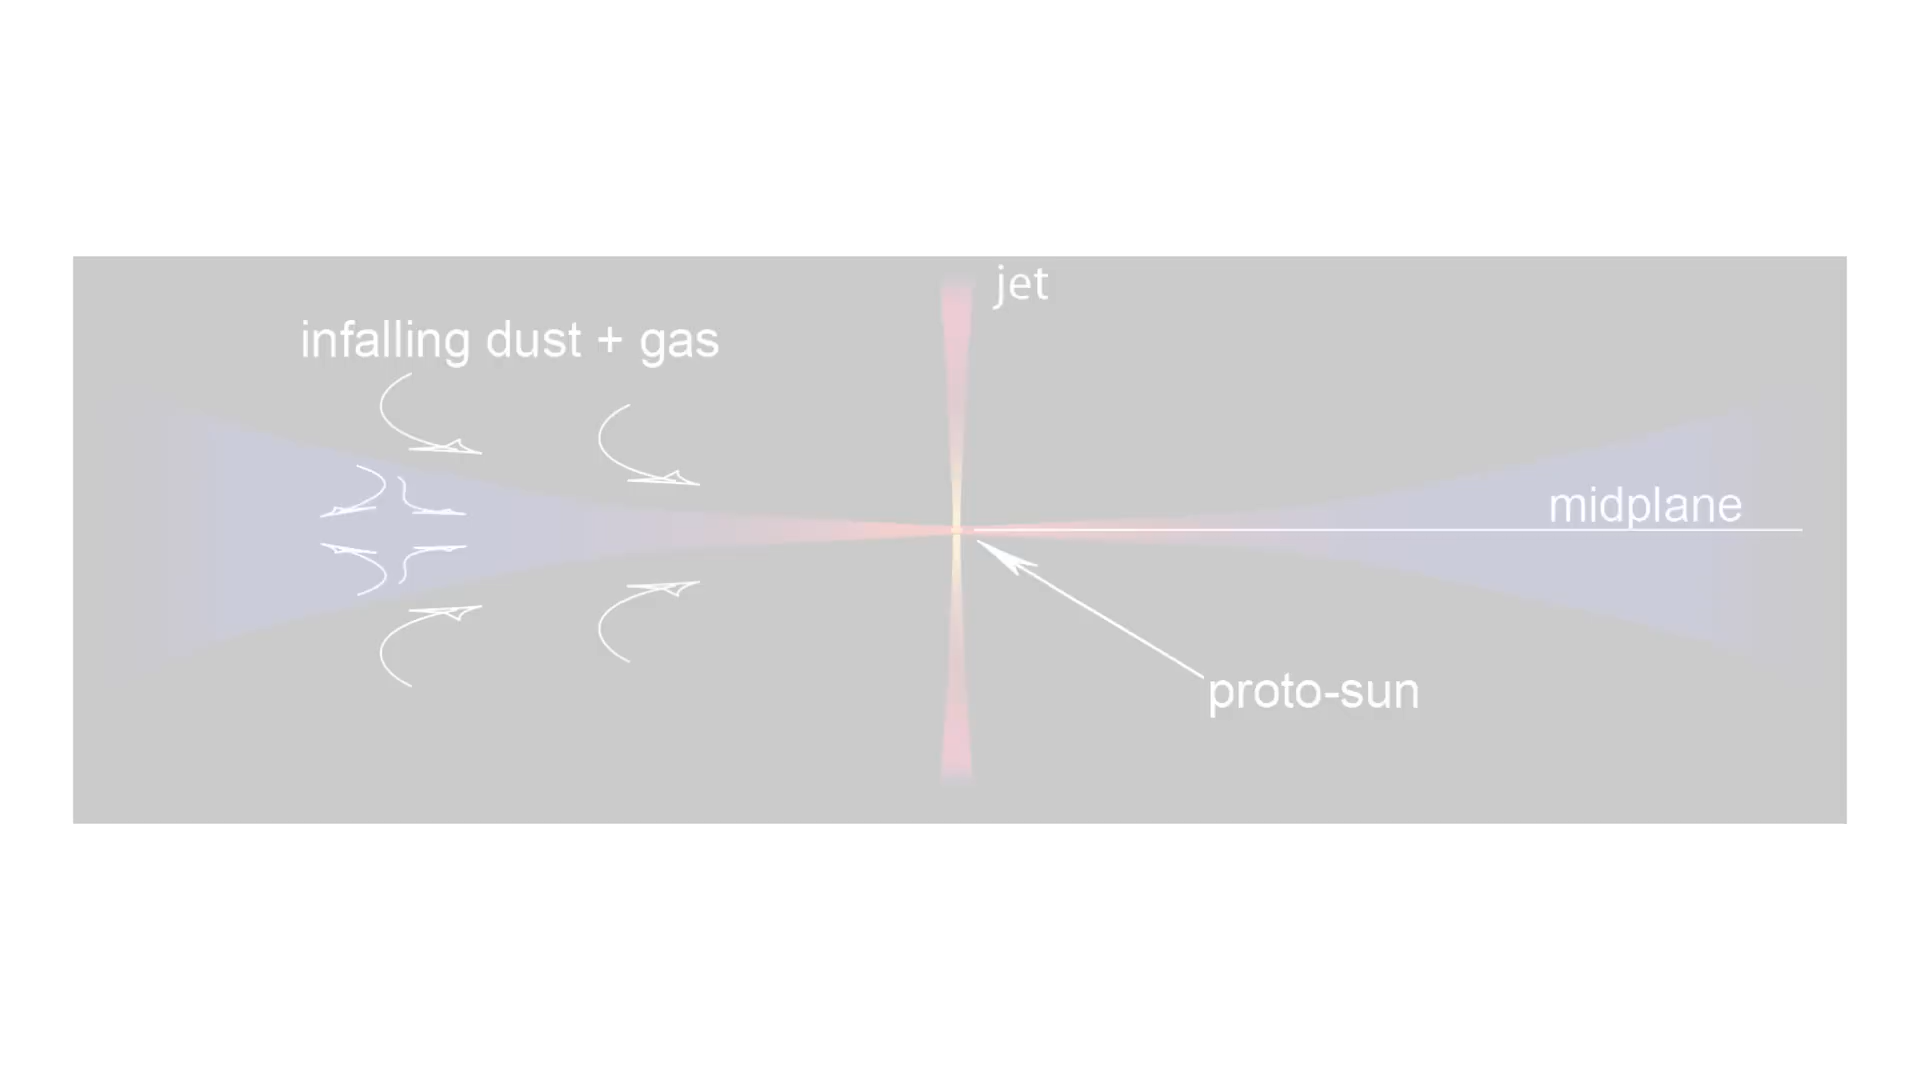 jet
infalling dust + gas
midplane
proto-sun